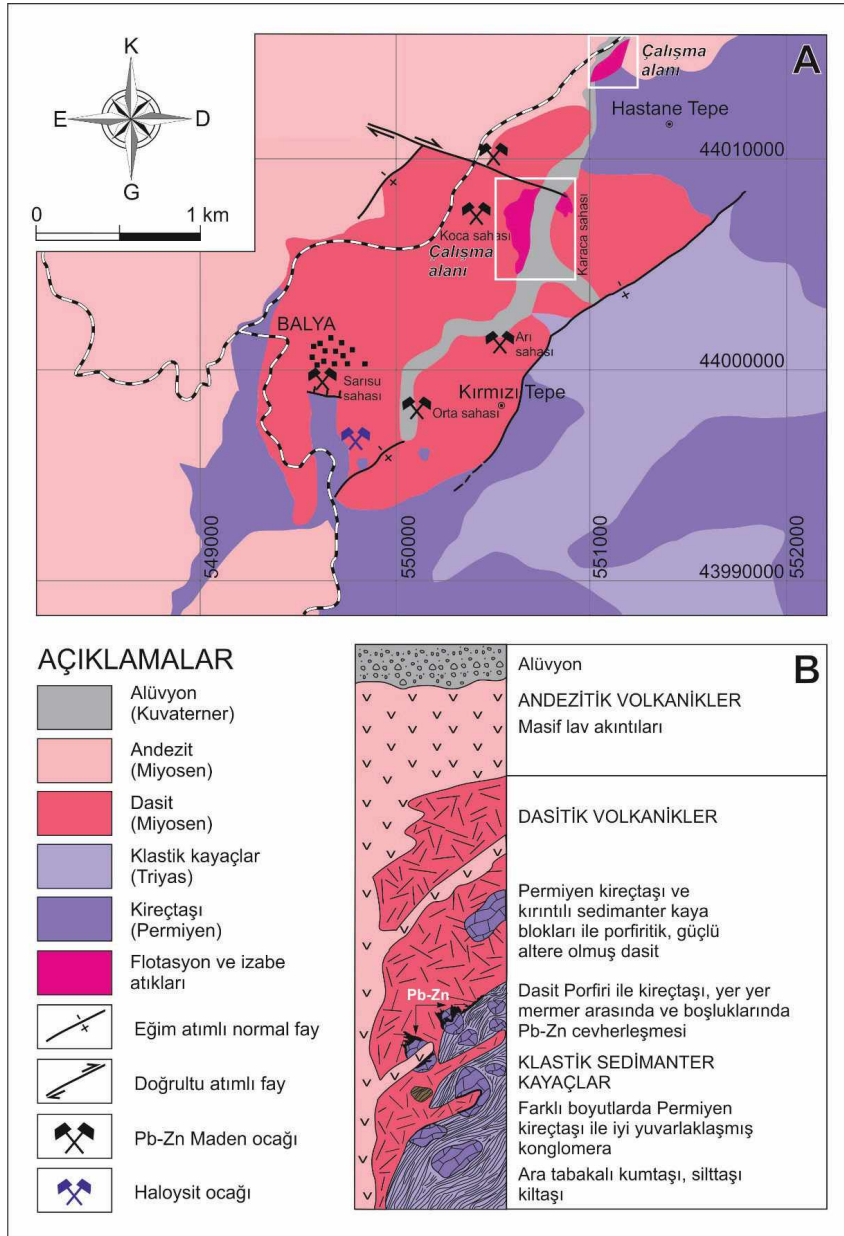 K
E
D
G
0
1 km
A
Çalışma
alanı
Hastane Tepe
44010000
Koca sahası
Çalışma
alanı
Karaca sahası
BALYA
Sarısu
sahası
Arı
sahası
44000000
Kırmızı Tepe
Orta sahası
549000
550000
551000
552000
43990000
AÇIKLAMALAR
Alüvyon
(Kuvaterner)
Andezit
(Miyosen)
Dasit
(Miyosen)
Klastik kayaçlar
(Triyas)
Kireçtaşı
(Permiyen)
Flotasyon ve izabe
atıkları
Eğim atımlı normal fay
Doğrultu atımlı fay
Pb-Zn Maden ocağı
Haloysit ocağı
B
Alüvyon
ANDEZİTİK VOLKANİKLER
Masif lav akıntıları
DASİTİK VOLKANİKLER
Permiyen kireçtaşı ve
kırıntılı sedimanter kaya
blokları ile porfiritik, güçlü
altere olmuş dasit
Pb-Zn
Dasit Porfiri ile kireçtaşı, yer yer
mermer arasında ve boşluklarında
Pb-Zn cevherleşmesi
KLASTİK SEDİMANTER
KAYAÇLAR
Farklı boyutlarda Permiyen
kireçtaşı ile iyi yuvarlaklaşmış
konglomera
Ara tabakalı kumtaşı, silttaşı
kiltaşı